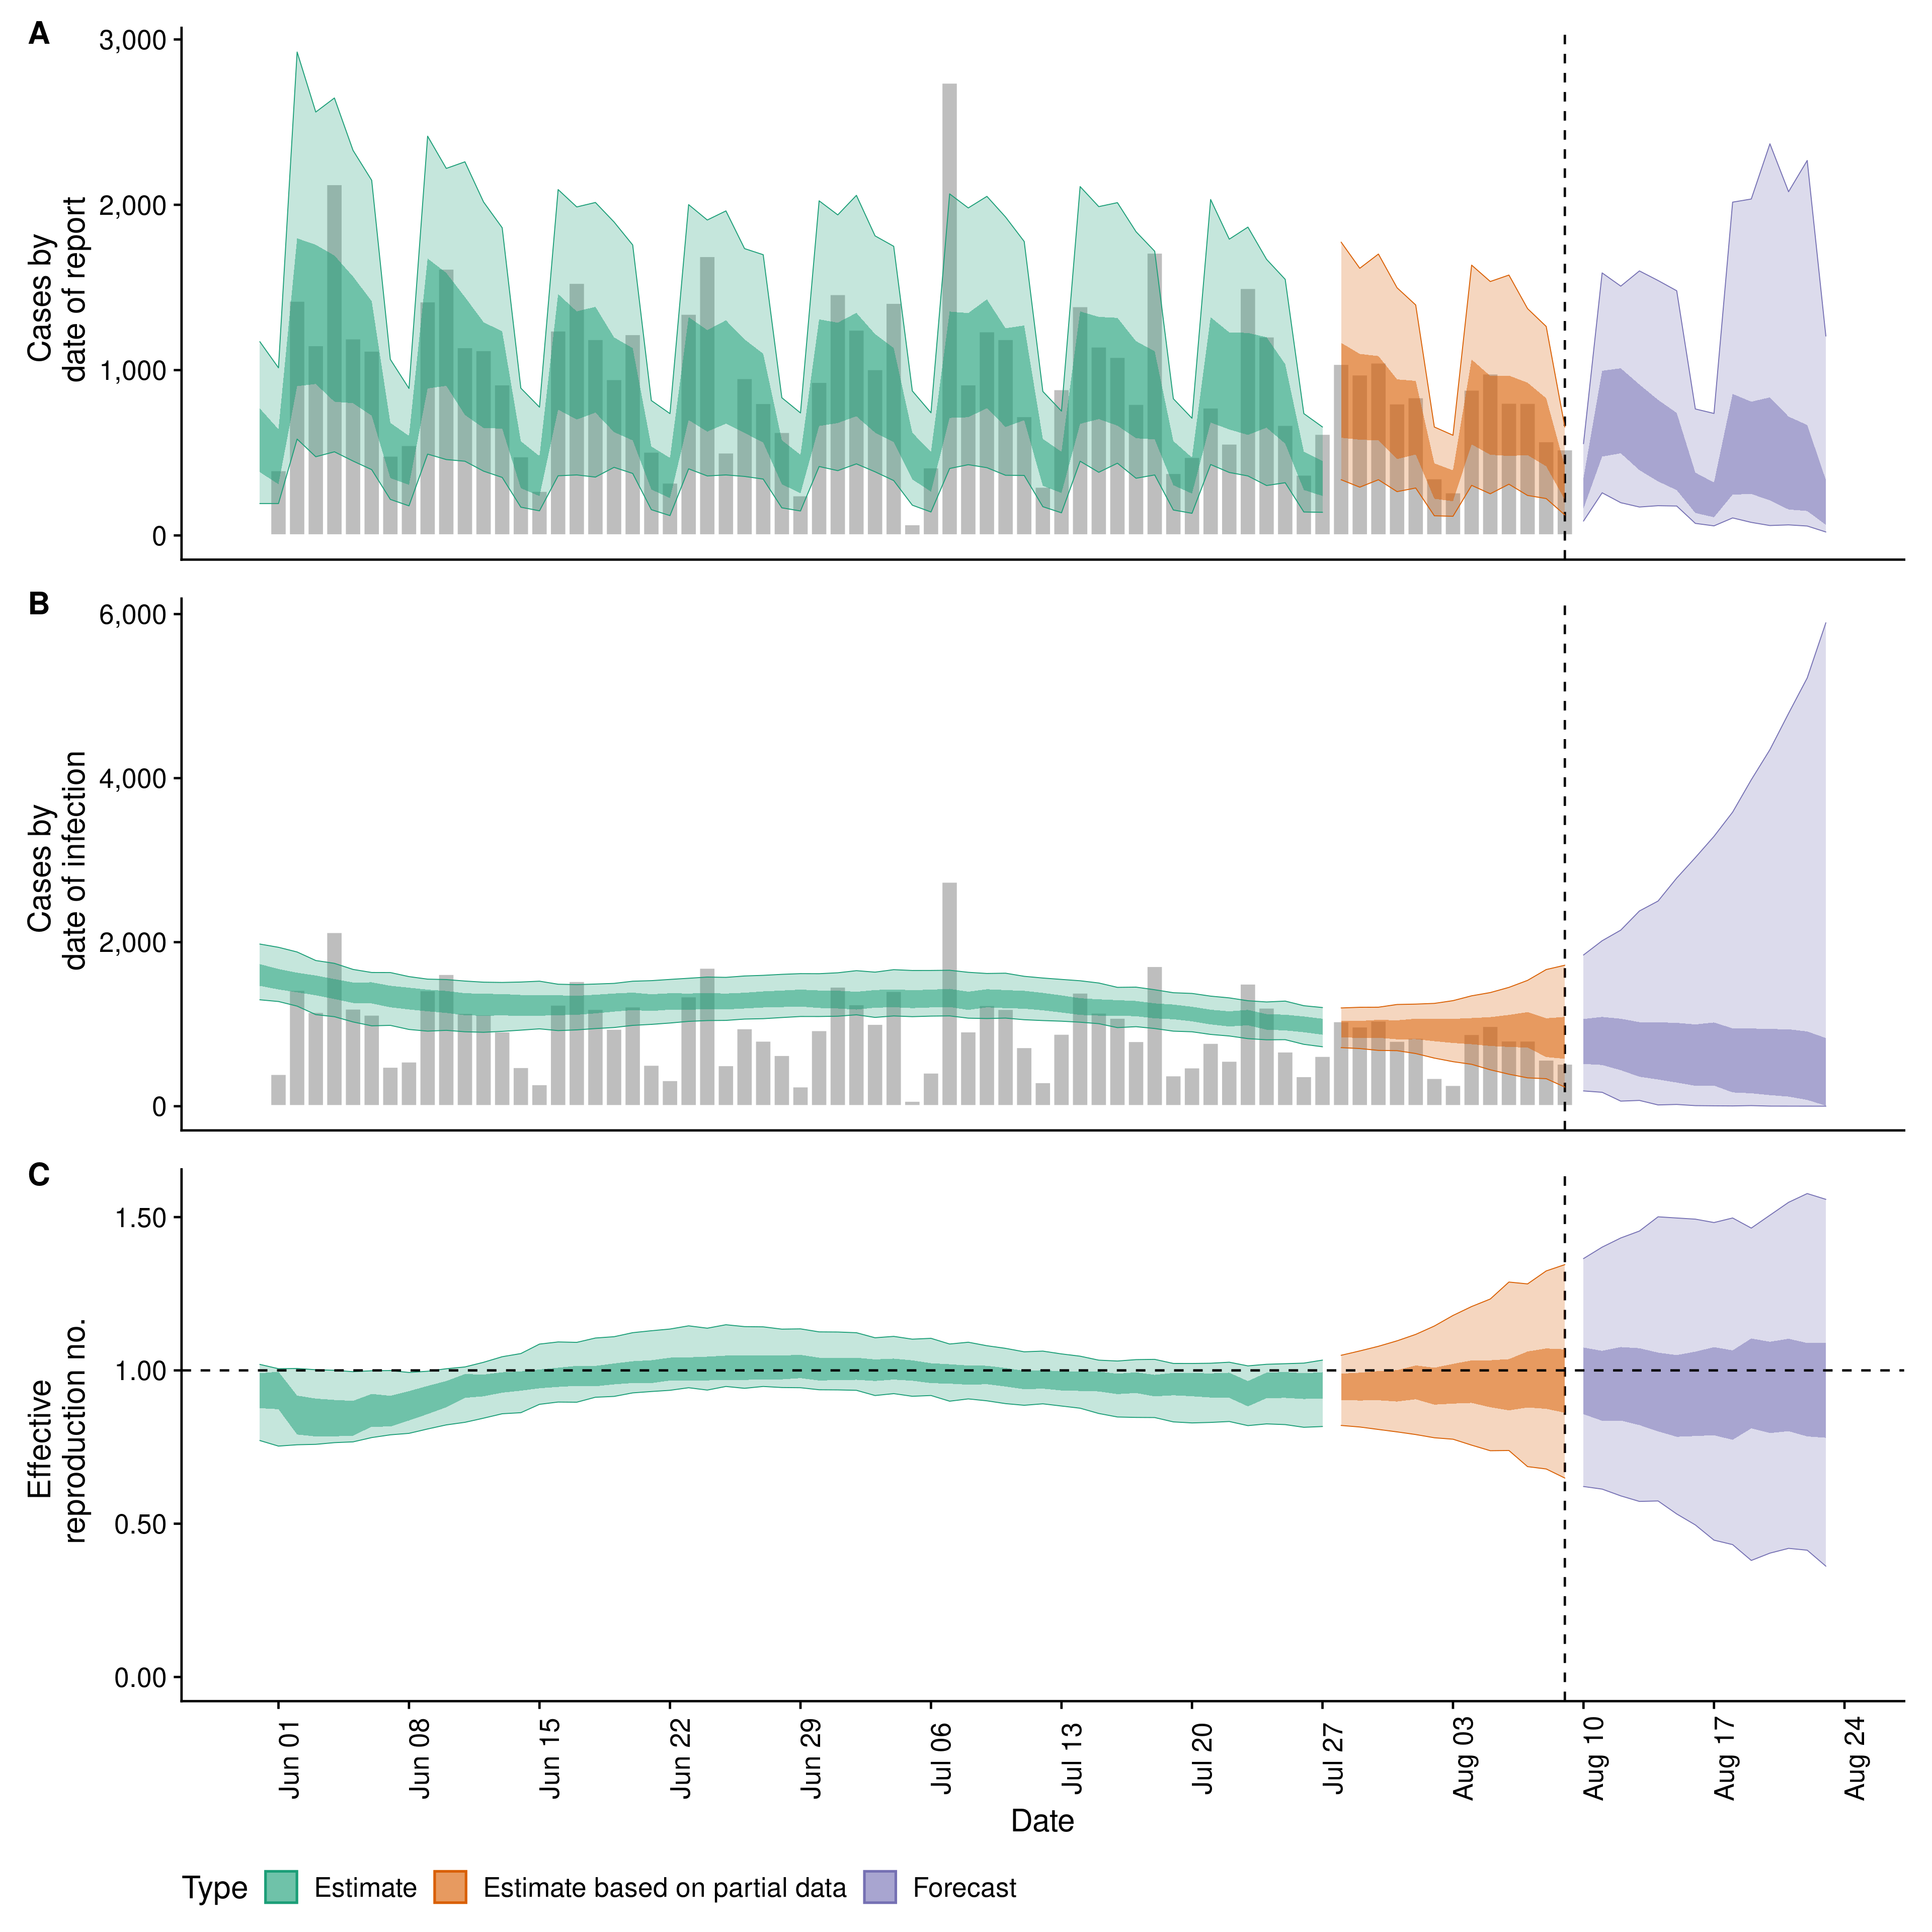 A
3,000
2,000
1,000
0
Cases by
date of report
B
6,000
4,000
2,000
0
Cases by
date of infection
C
1.50
1.00
0.50
0.00
Effective
reproduction no.
Jun 01
Jun 08
Jun 15
Jun 22
Jun 29
Jul 06
Jul 13
Jul 20
Jul 27
Aug 03
Aug 10
Aug 17
Aug 24
Date
Type Estimate Estimate based on partial data Forecast